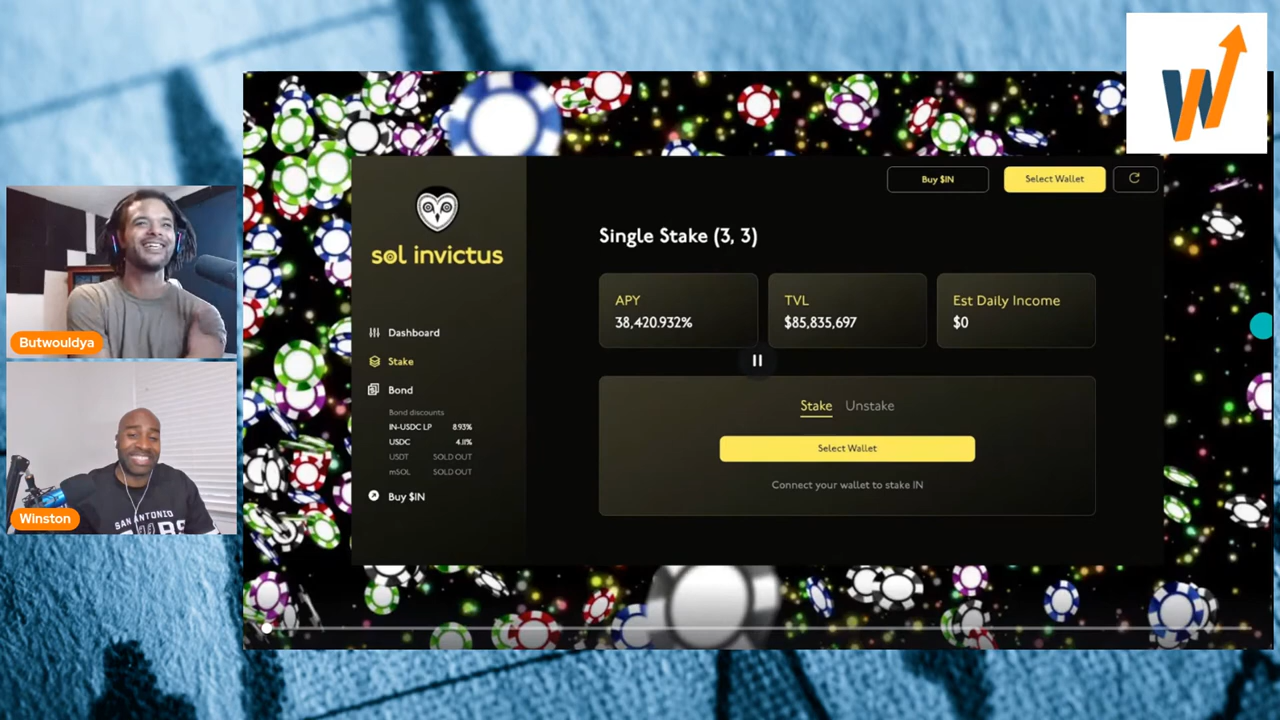 Butwouldya
Winston
SAN ANTONIO
W
sol invictus
Dashboard
Stake
Bond
Bond discounts
IN-USDC LP 8.93%
USDC 4.11%
USDT SOLD OUT
mSOL SOLD OUT
Buy $IN
Buy $IN Select Wallet
Single Stake (3, 3)
APY
38,420.932%
TVL
$85,835,697
Est Daily Income
$0
Stake Unstake
Select Wallet
Connect your wallet to stake IN